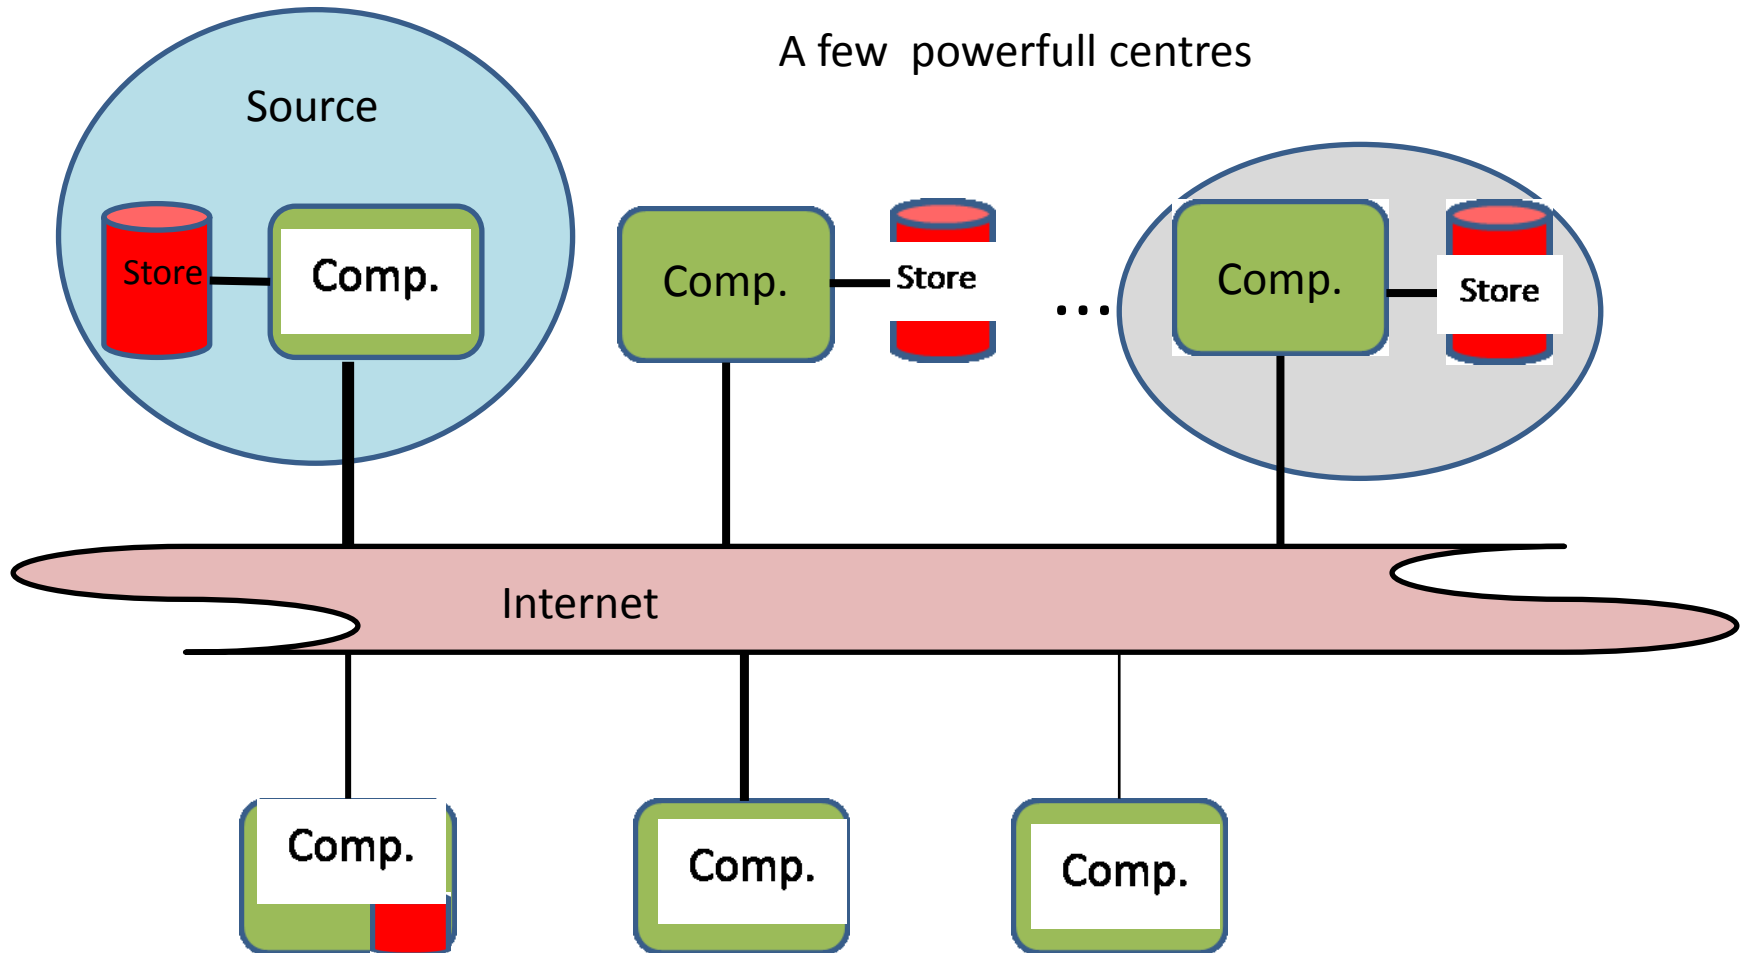 A few powerfull centres
Source
Store
Comp.
Comp.
Store
...
Comp.
Store
Internet
Comp.
Comp.
Comp.